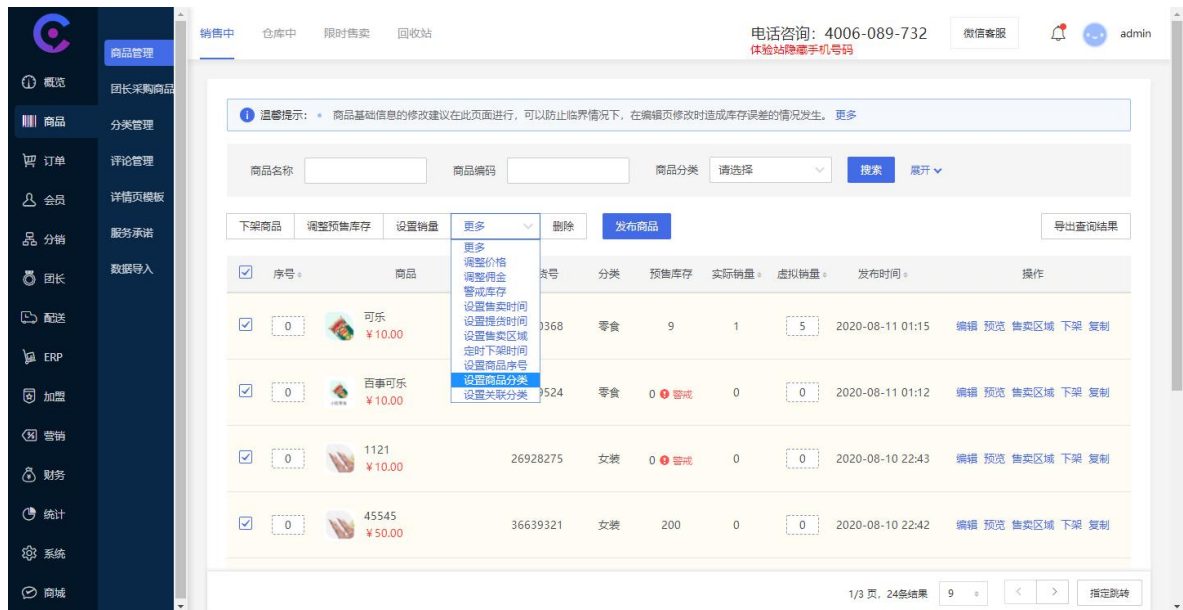 销售中 仓库中 限时售卖 回收站 电话咨询：4006-089-732 微信客服 admin
体验站隐藏手机号码
概览
商品
订单
会员
分销
团长
配送
ERP
加盟
营销
财务
统计
系统
商城
商品管理
团长采购商品
分类管理
评论管理
详情页模板
服务承诺
数据导入
温馨提示： 商品基础信息的修改建议在此页面进行，可以防止临界情况下，在编辑页修改时造成库存误差的情况发生。 更多
商品名称 商品编码 商品分类 请选择 搜索 展开
下架商品 调整预售库存 设置销量 更多 删除 发布商品 导出查询结果
更多
调整价格
调整佣金
警戒库存
设置售卖时间
设置提货时间
设置售卖区域
定时下架时间
设置商品序号
设置商品分类
设置关联分类
序号 商品 货号 分类 预售库存 实际销量 虚拟销量 发布时间 操作
0 可乐 0368 零食 9 1 5 2020-08-11 01:15 编辑 预览 售卖区域 下架 复制
￥10.00
0 百事可乐 9524 零食 0 警戒 0 0 2020-08-11 01:12 编辑 预览 售卖区域 下架 复制
￥10.00
0 1121 26928275 女装 0 警戒 0 0 2020-08-10 22:43 编辑 预览 售卖区域 下架 复制
￥10.00
0 45545 36639321 女装 200 0 0 2020-08-10 22:42 编辑 预览 售卖区域 下架 复制
￥50.00
1/3 页，24条结果 9 指定跳转